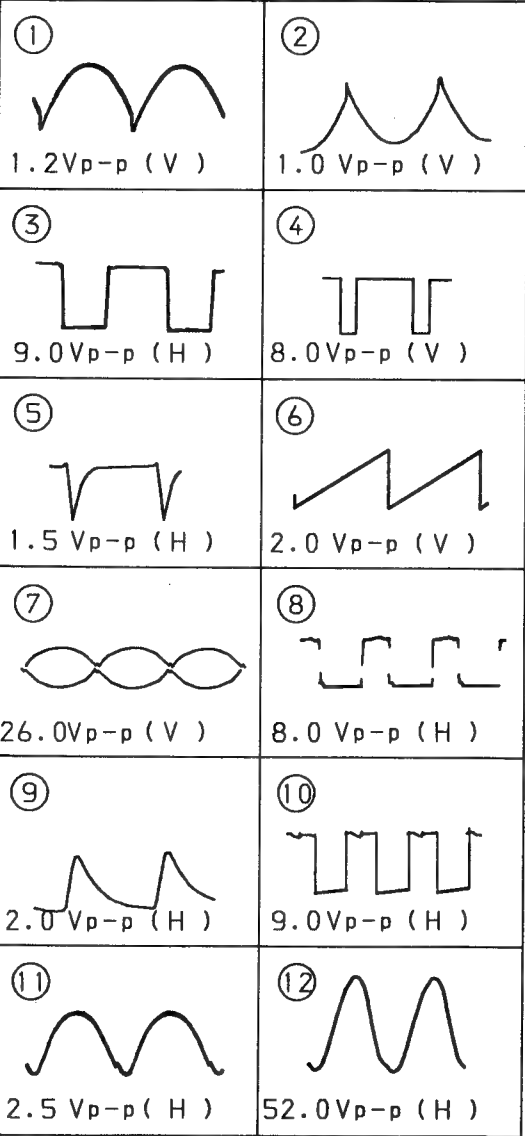 ①
1.2Vp-p ( V )
②
1.0 Vp-p ( V )
③
9.0Vp-p ( H )
④
8.0Vp-p ( V )
⑤
1.5 Vp-p ( H )
⑥
2.0 Vp-p ( V )
⑦
26.0Vp-p ( V )
⑧
8.0 Vp-p ( H )
⑨
2.0 Vp-p ( H )
⑩
9.0Vp-p ( H )
⑪
2.5 Vp-p( H )
⑫
52.0Vp-p ( H )